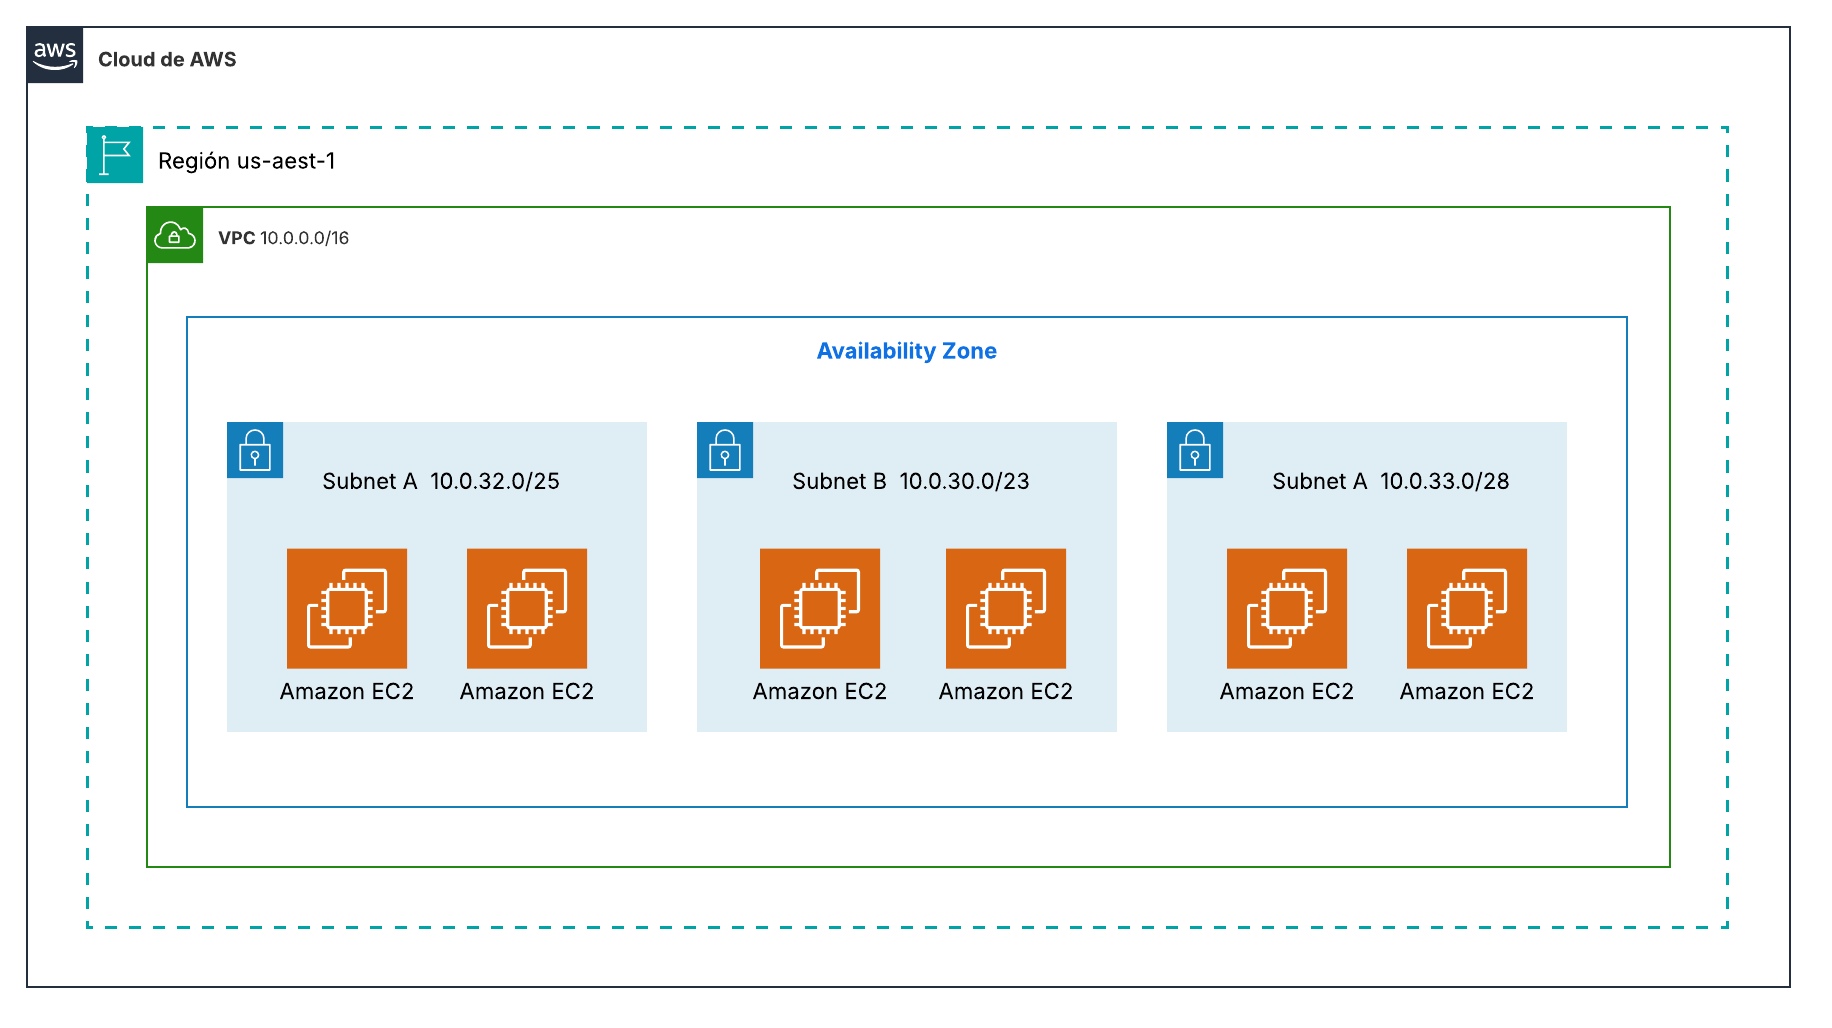 aws
Cloud de AWS
Región us-aest-1
VPC 10.0.0.0/16
Availability Zone
Subnet A 10.0.32.0/25
Subnet B 10.0.30.0/23
Subnet A 10.0.33.0/28
Amazon EC2
Amazon EC2
Amazon EC2
Amazon EC2
Amazon EC2
Amazon EC2